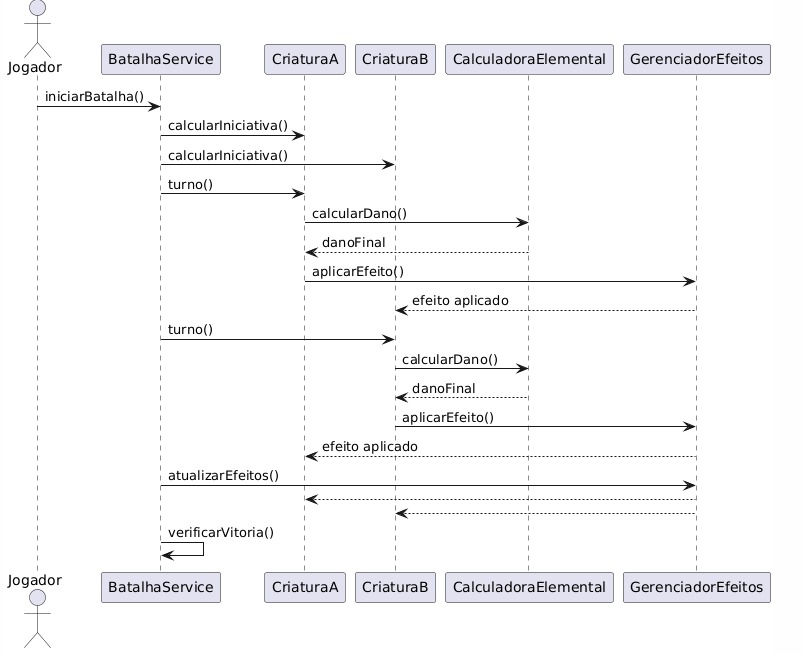 Jogador
BatalhaService
CriaturaA
CriaturaB
CalculadoraElemental
GerenciadorEfeitos
iniciarBatalha()
calcularIniciativa()
calcularIniciativa()
turno()
calcularDano()
danoFinal
aplicarEfeito()
efeito aplicado
turno()
calcularDano()
danoFinal
aplicarEfeito()
efeito aplicado
atualizarEfeitos()
verificarVitoria()
Jogador
BatalhaService
CriaturaA
CriaturaB
CalculadoraElemental
GerenciadorEfeitos